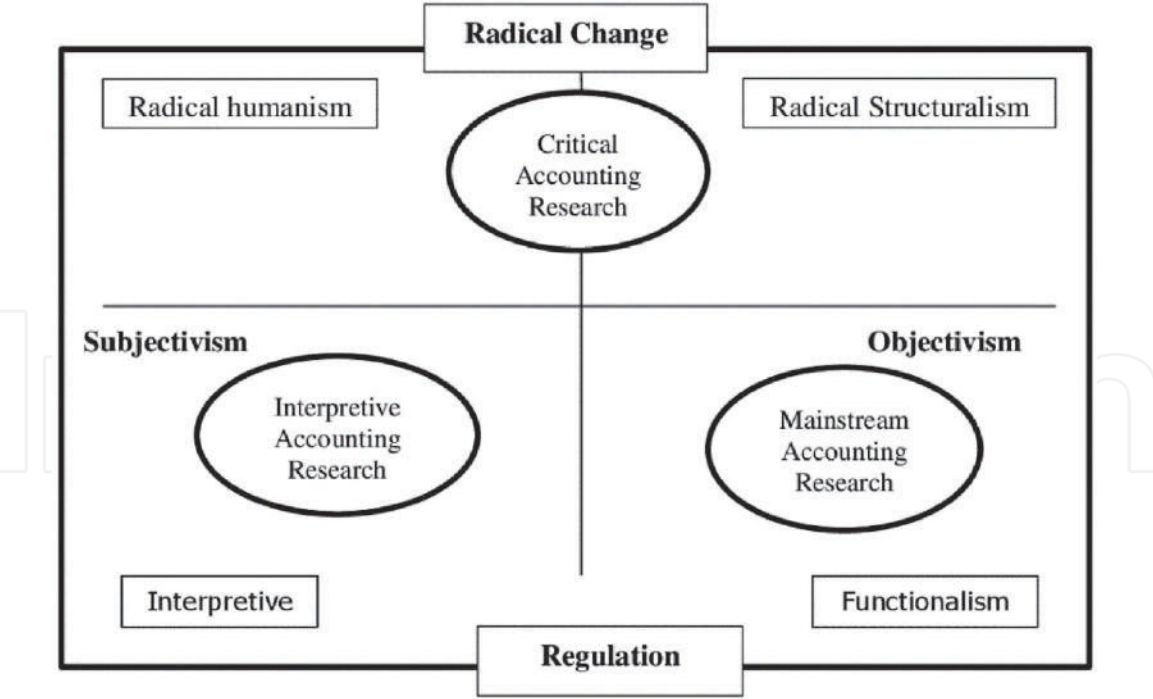 Radical Change
Radical humanism
Radical Structuralism
Critical
Accounting
Research
Subjectivism
Objectivism
Interpretive
Accounting
Research
Mainstream
Accounting
Research
Interpretive
Functionalism
Regulation